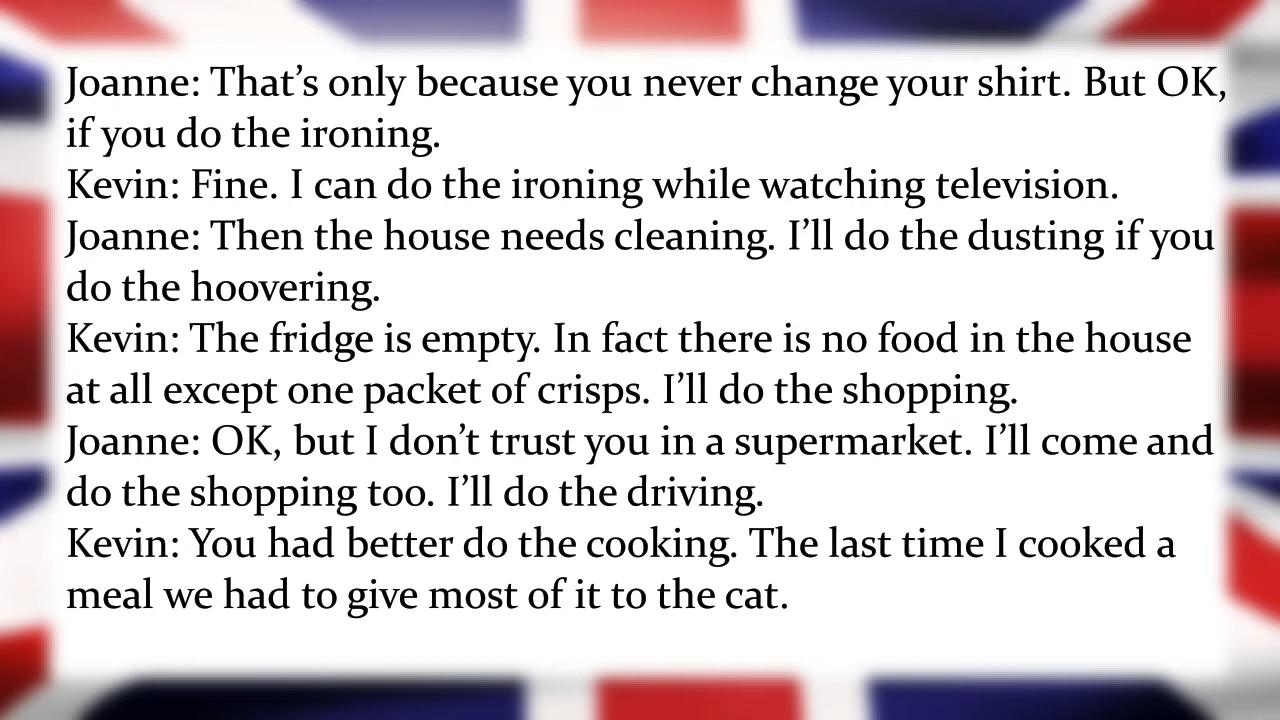 Joanne: That’s only because you never change your shirt. But OK,
if you do the ironing.
Kevin: Fine. I can do the ironing while watching television.
Joanne: Then the house needs cleaning. I’ll do the dusting if you
do the hoovering.
Kevin: The fridge is empty. In fact there is no food in the house
at all except one packet of crisps. I’ll do the shopping.
Joanne: OK, but I don’t trust you in a supermarket. I’ll come and
do the shopping too. I’ll do the driving.
Kevin: You had better do the cooking. The last time I cooked a
meal we had to give most of it to the cat.